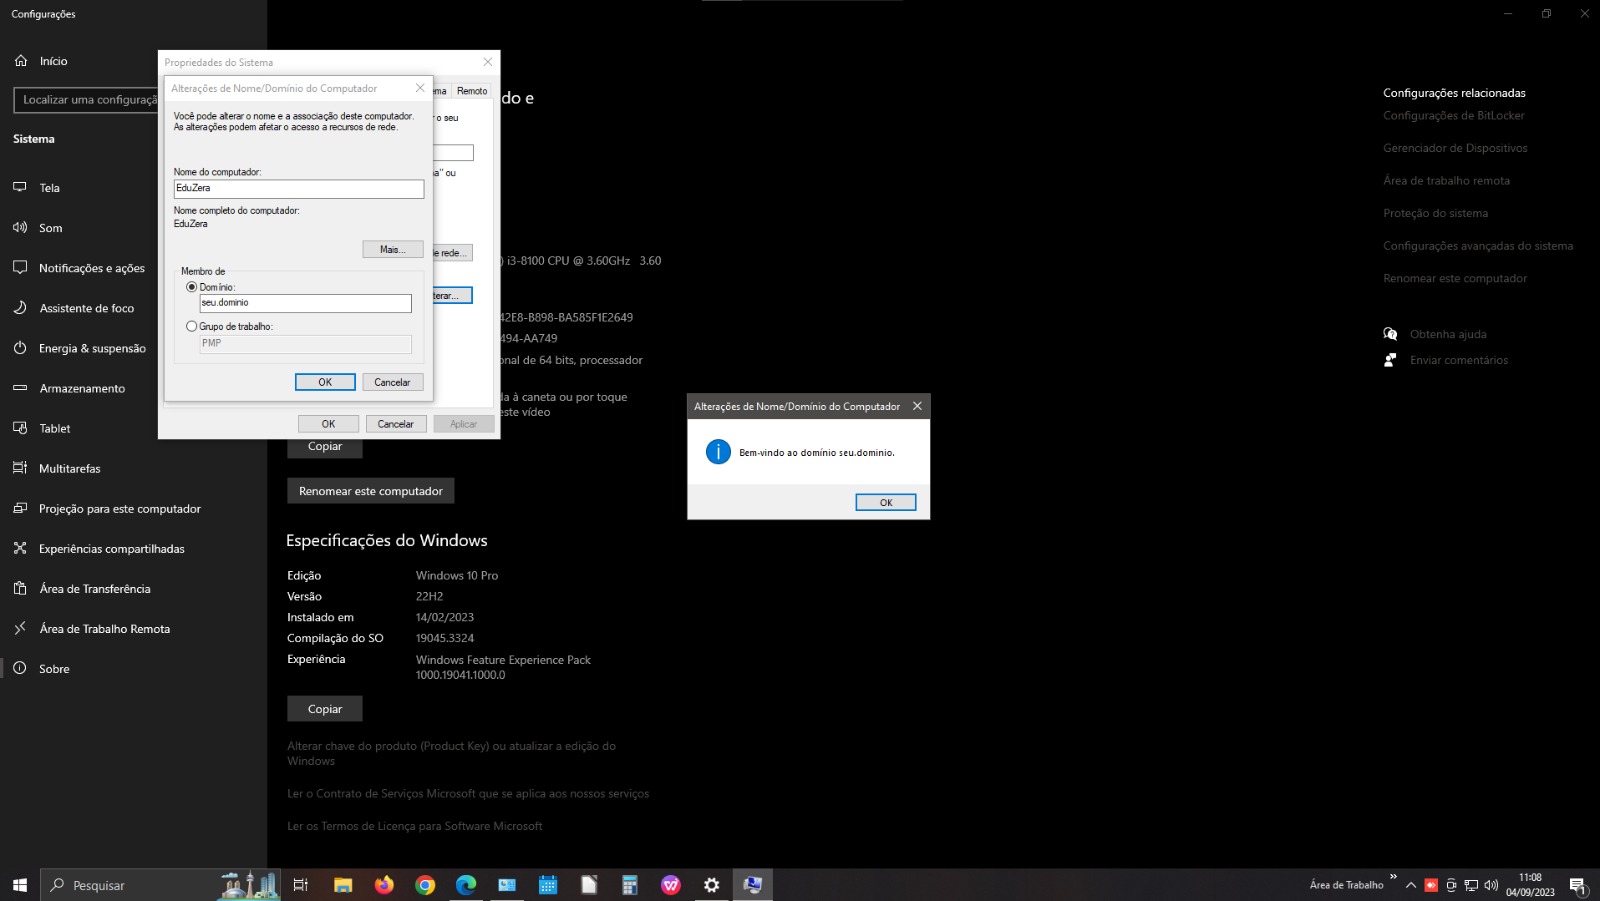 Configurações
Início
Localizar uma configuraçã
Sistema
Tela
Som
Notificações e ações
Assistente de foco
Energia & suspensão
Armazenamento
Tablet
Multitarefas
Projeção para este computador
Experiências compartilhadas
Área de Transferência
Área de Trabalho Remota
Sobre
Propriedades do Sistema
ema
Remoto
r o seu
na" ou
de rede...
terar...
OK
Cancelar
Aplicar
Alterações de Nome/Domínio do Computador
Você pode alterar o nome e a associação deste computador.
As alterações podem afetar o acesso a recursos de rede.
Nome do computador:
EduZera
Nome completo do computador:
EduZera
Mais...
Membro de
Domínio:
seu.dominio
Grupo de trabalho:
PMP
OK
Cancelar
do e
) i3-8100 CPU @ 3.60GHz 3.60
42E8-B898-BA585F1E2649
494-AA749
onal de 64 bits, processador
da à caneta ou por toque
este vídeo
Copiar
Renomear este computador
Especificações do Windows
Edição Windows 10 Pro
Versão 22H2
Instalado em 14/02/2023
Compilação do SO 19045.3324
Experiência Windows Feature Experience Pack
1000.19041.1000.0
Copiar
Alterar chave do produto (Product Key) ou atualizar a edição do
Windows
Ler o Contrato de Serviços Microsoft que se aplica aos nossos serviços
Ler os Termos de Licença para Software Microsoft
Alterações de Nome/Domínio do Computador
Bem-vindo ao domínio seu.dominio.
OK
Configurações relacionadas
Configurações de BitLocker
Gerenciador de Dispositivos
Área de trabalho remota
Proteção do sistema
Configurações avançadas do sistema
Renomear este computador
Obtenha ajuda
Enviar comentários
Pesquisar
Área de Trabalho
11:08
04/09/2023
1